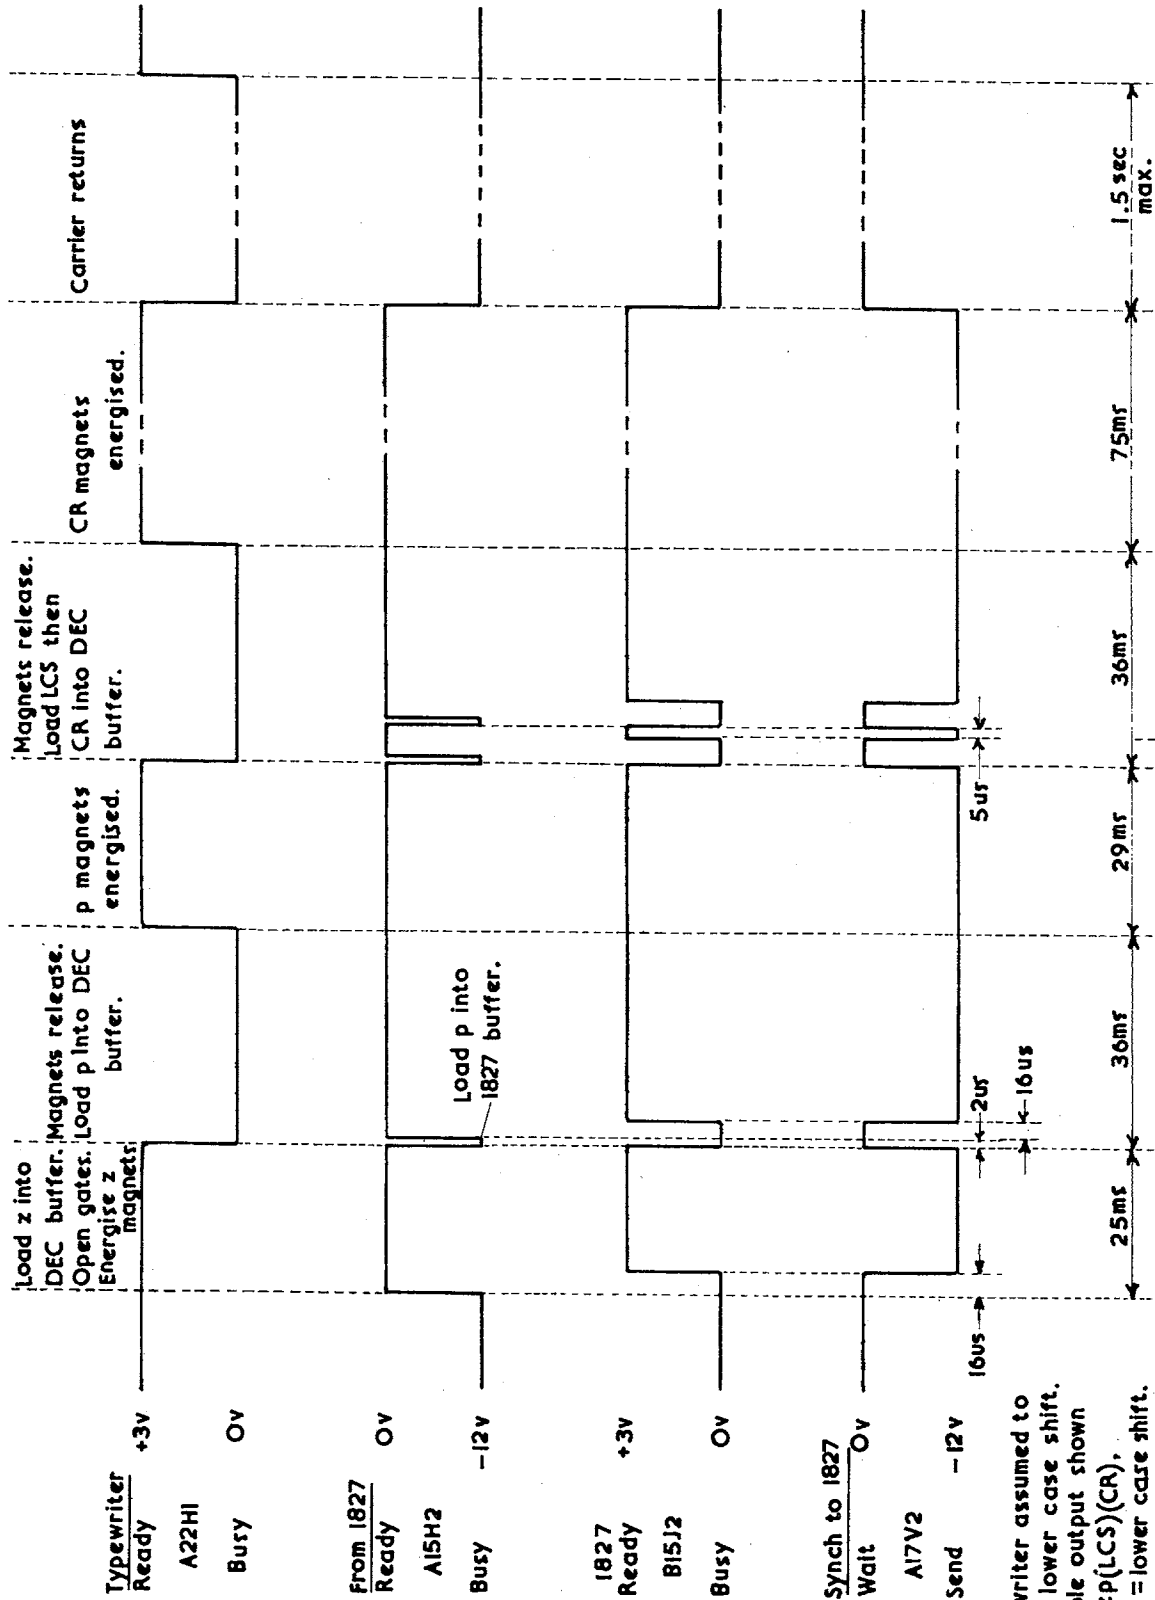 Load z into
DEC buffer.
Open gates.
Energise z
magnets
Magnets release.
Load p into DEC
buffer.
p magnets
energised.
Magnets release.
Load LCS then
CR into DEC
buffer.
CR magnets
energised.
Carrier returns
Typewriter
Ready
+3v
A22H1
Busy
0v
From 1827
Ready
0v
A15H2
Busy
-12v
Load p into
1827 buffer.
1827
Ready
+3v
B15J2
Busy
0v
Synch to 1827
Wait
0v
A17V2
Send
-12v
16us
2us
16us
5us
25ms
36ms
29ms
36ms
75ms
1.5 sec
max.
writer assumed to
lower case shift.
le output shown
p(LCS)(CR),
= lower case shift.